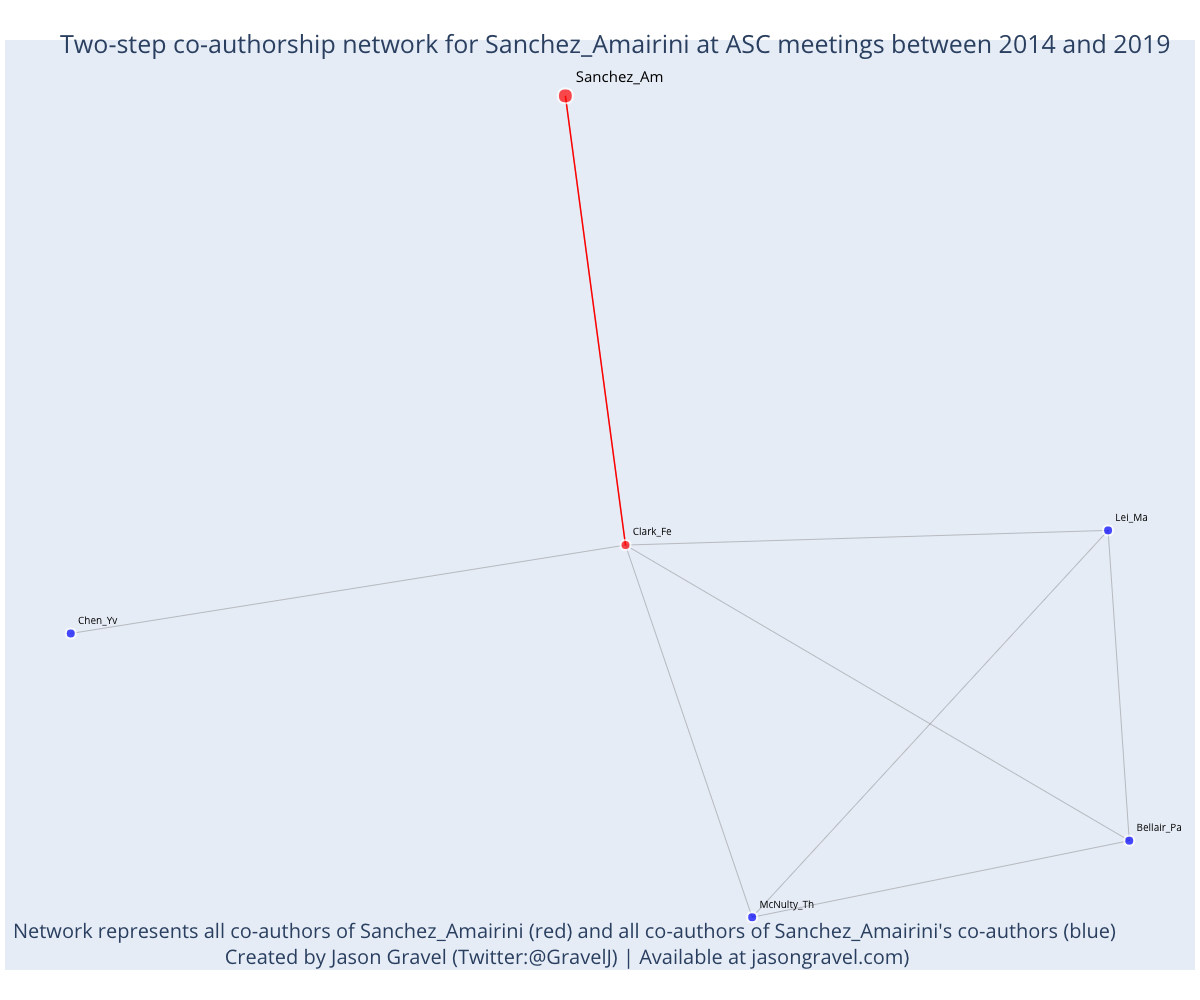 Two-step co-authorship network for Sanchez_Amairini at ASC meetings between 2014 and 2019
Sanchez_Am
Lei_Ma
Clark_Fe
Chen_Yv
Bellair_Pa
McNulty_Th
Network represents all co-authors of Sanchez_Amairini (red) and all co-authors of Sanchez_Amairini's co-authors (blue)
Created by Jason Gravel (Twitter:@GravelJ) | Available at jasongravel.com)